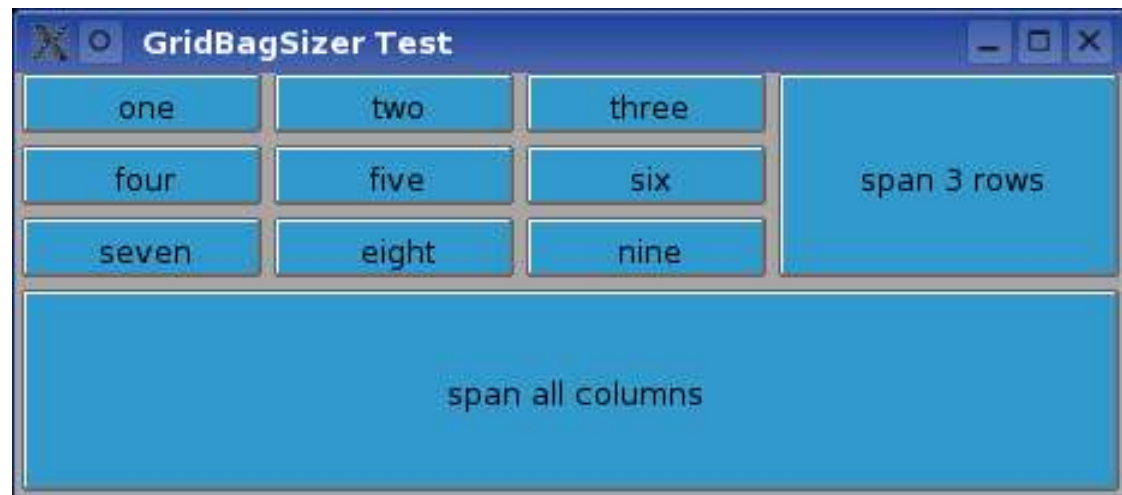 GridBagSizer Test
one two three
four five six span 3 rows
seven eight nine
span all columns